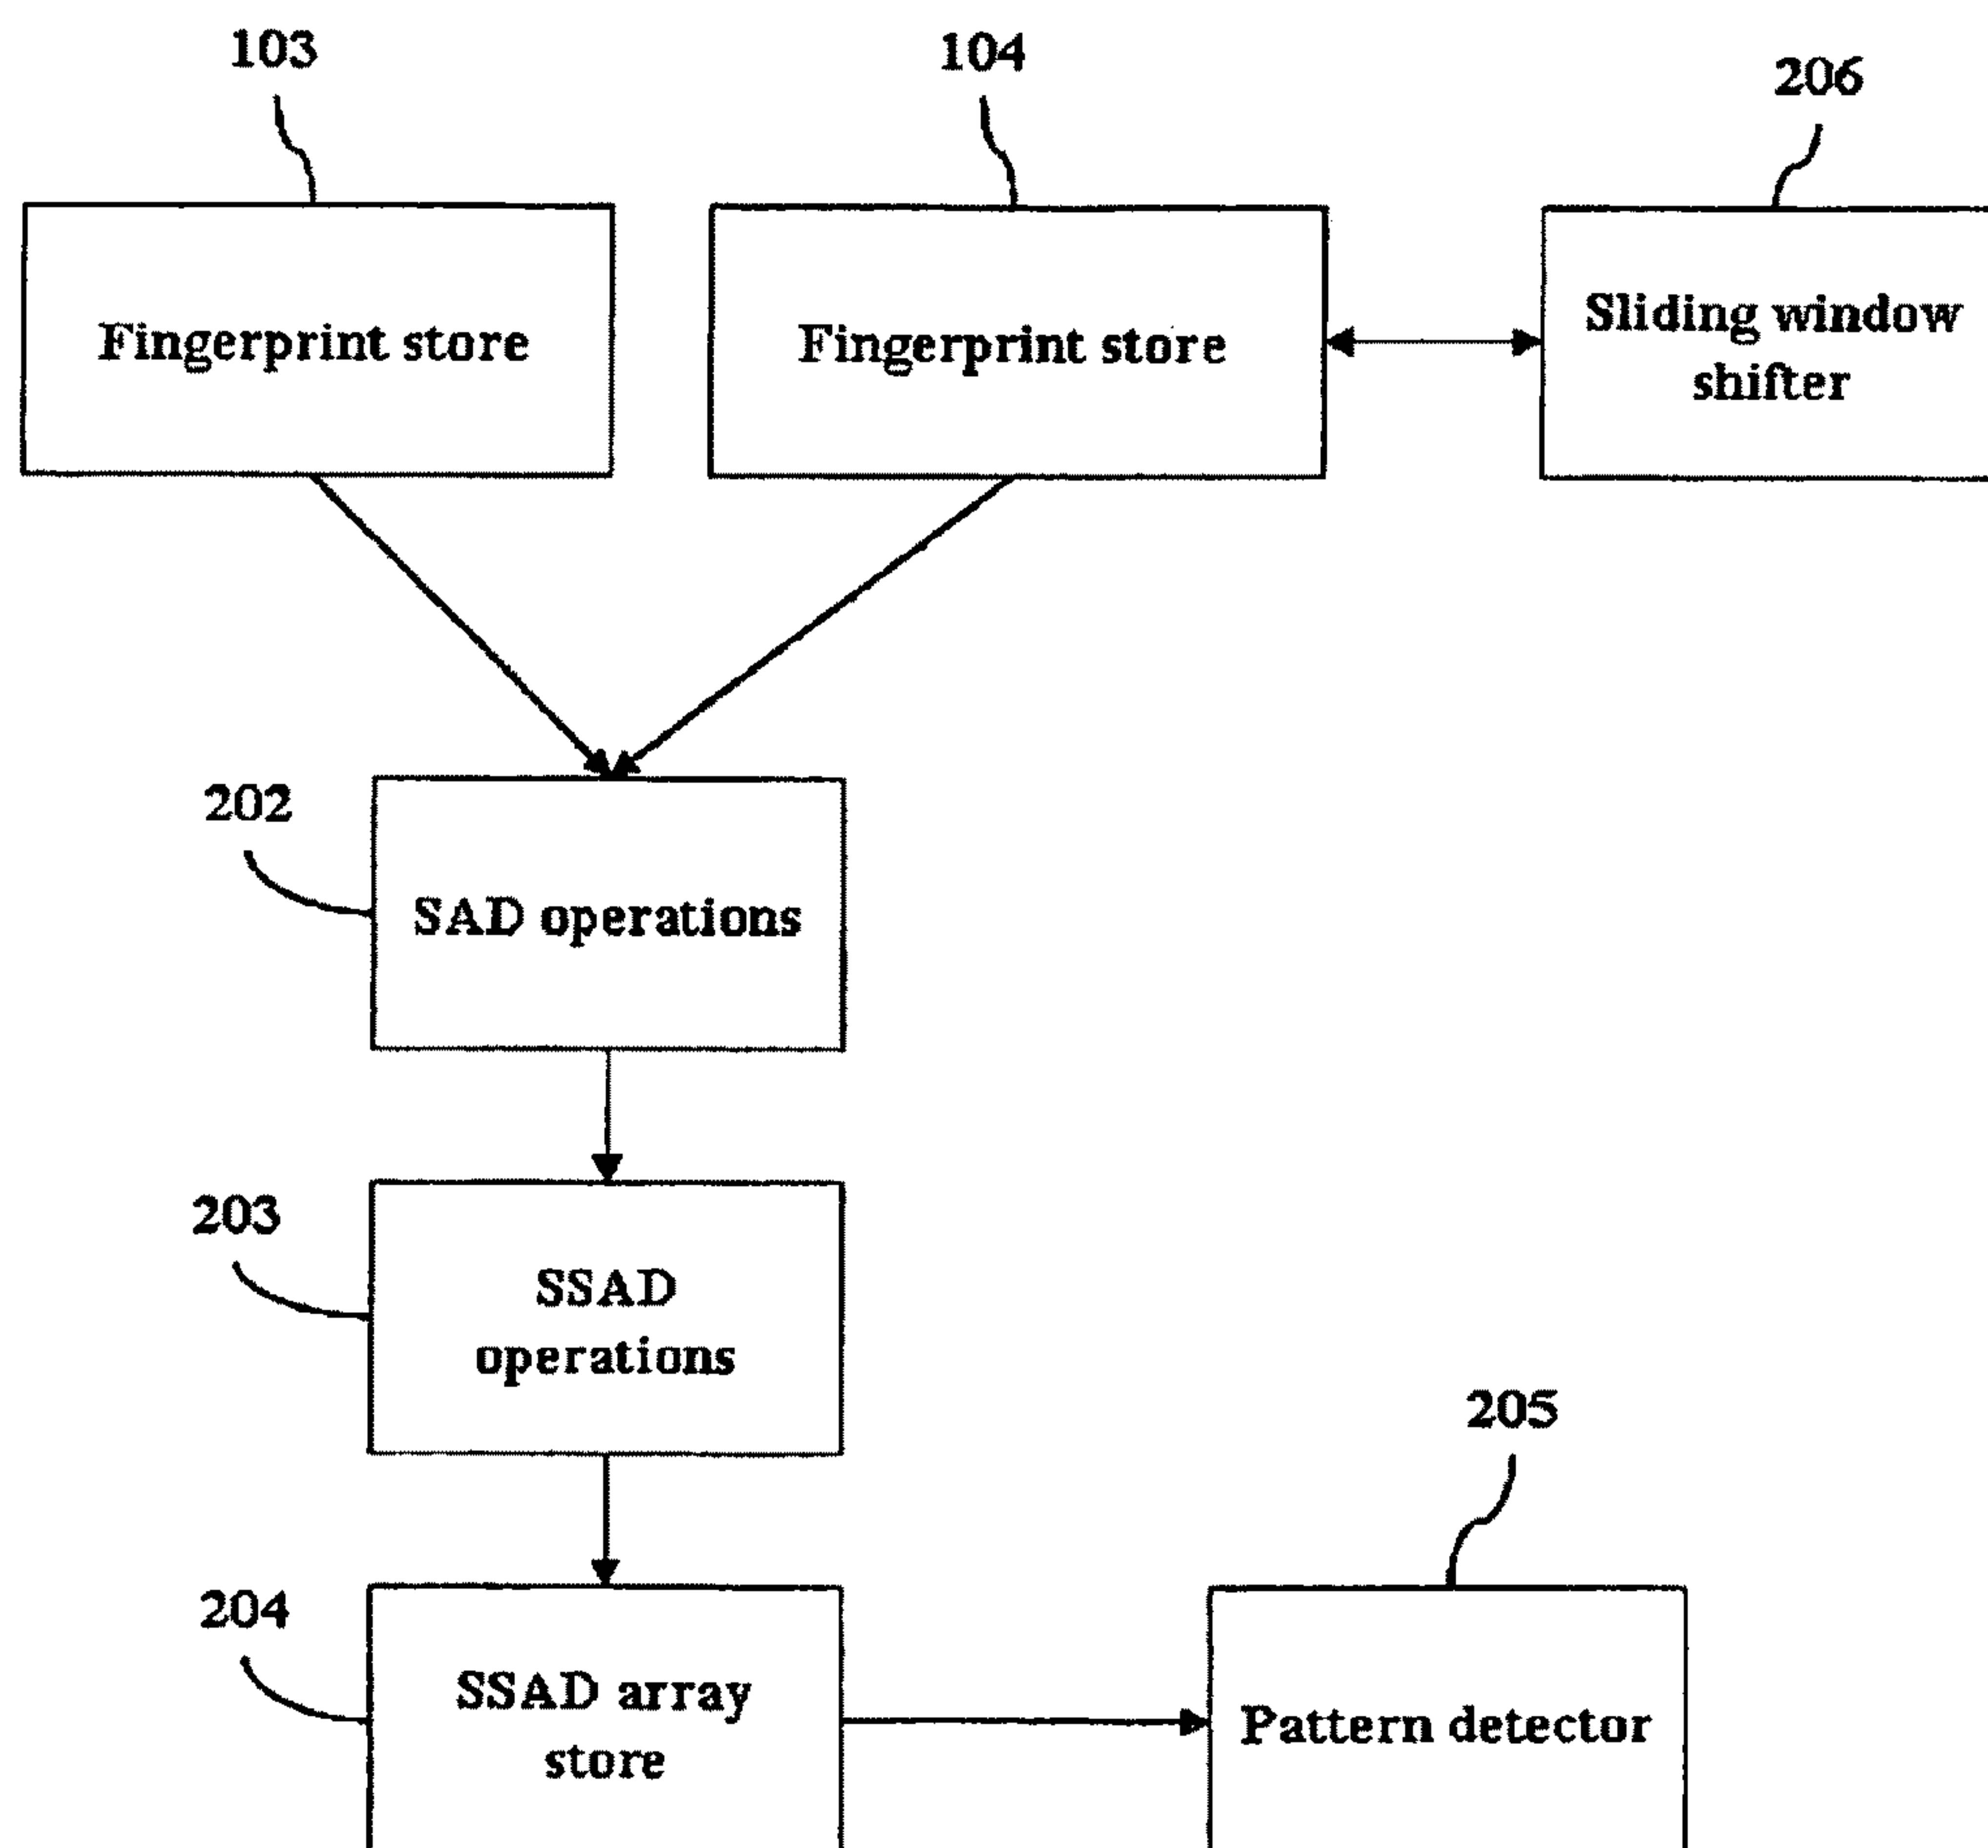 103
104
206
Fingerprint store
Fingerprint store
Sliding window
shifter
202
SAD operations
203
SSAD
operations
205
204
SSAD array
store
Pattern detector